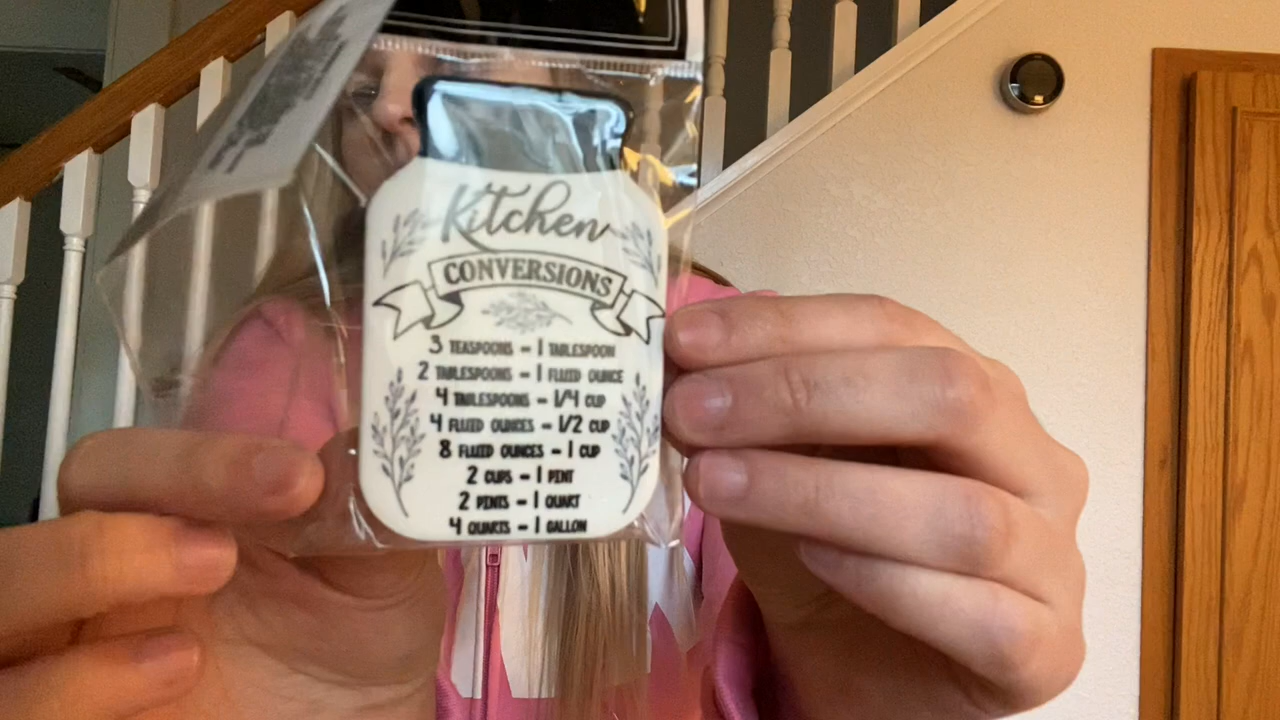 Kitchen
CONVERSIONS
3 TEASPOONS = 1 TABLESPOON
2 TABLESPOONS = 1 FLUID OUNCE
4 TABLESPOONS = 1/4 CUP
4 FLUID OUNCES = 1/2 CUP
8 FLUID OUNCES = 1 CUP
2 CUPS = 1 PINT
2 PINTS = 1 QUART
4 QUARTS = 1 GALLON